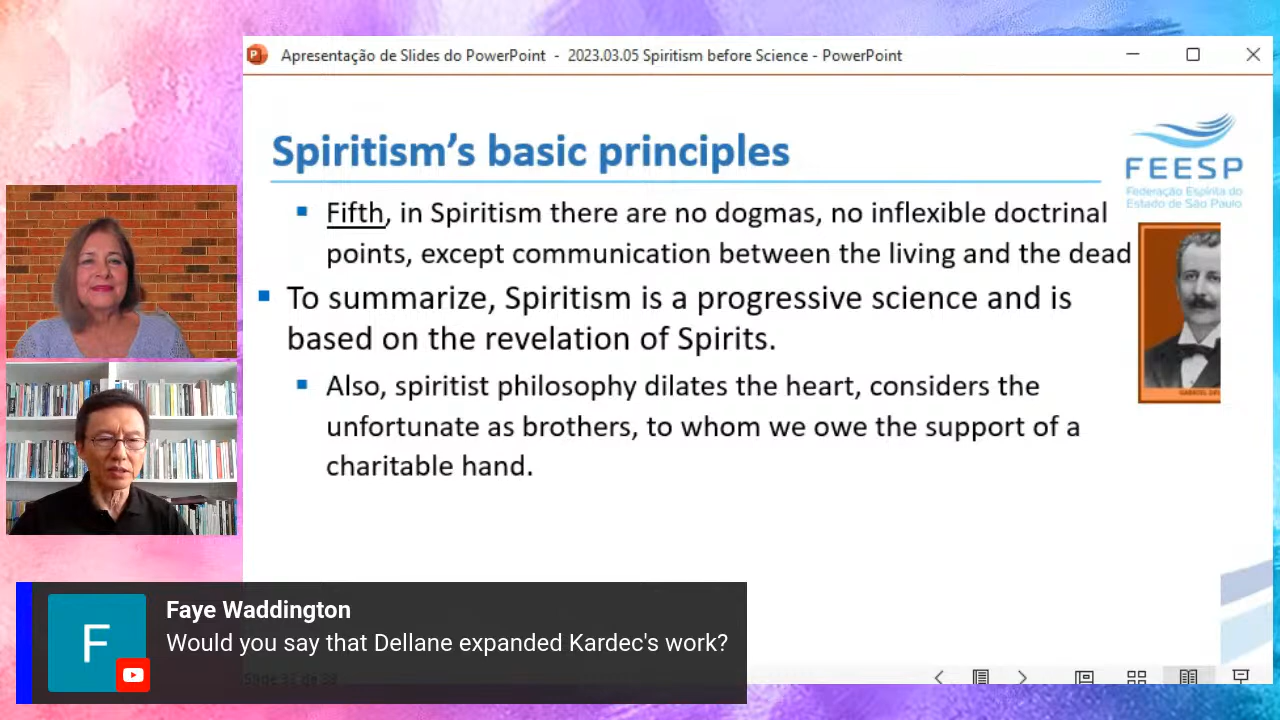 Apresentação de Slides do PowerPoint - 2023.03.05 Spiritism before Science - PowerPoint
Spiritism's basic principles
FEESP
Federação Espírita do
Estado de São Paulo
Fifth, in Spiritism there are no dogmas, no inflexible doctrinal
points, except communication between the living and the dead
To summarize, Spiritism is a progressive science and is
based on the revelation of Spirits.
Also, spiritist philosophy dilates the heart, considers the
unfortunate as brothers, to whom we owe the support of a
charitable hand.
F
Faye Waddington
Would you say that Dellane expanded Kardec's work?